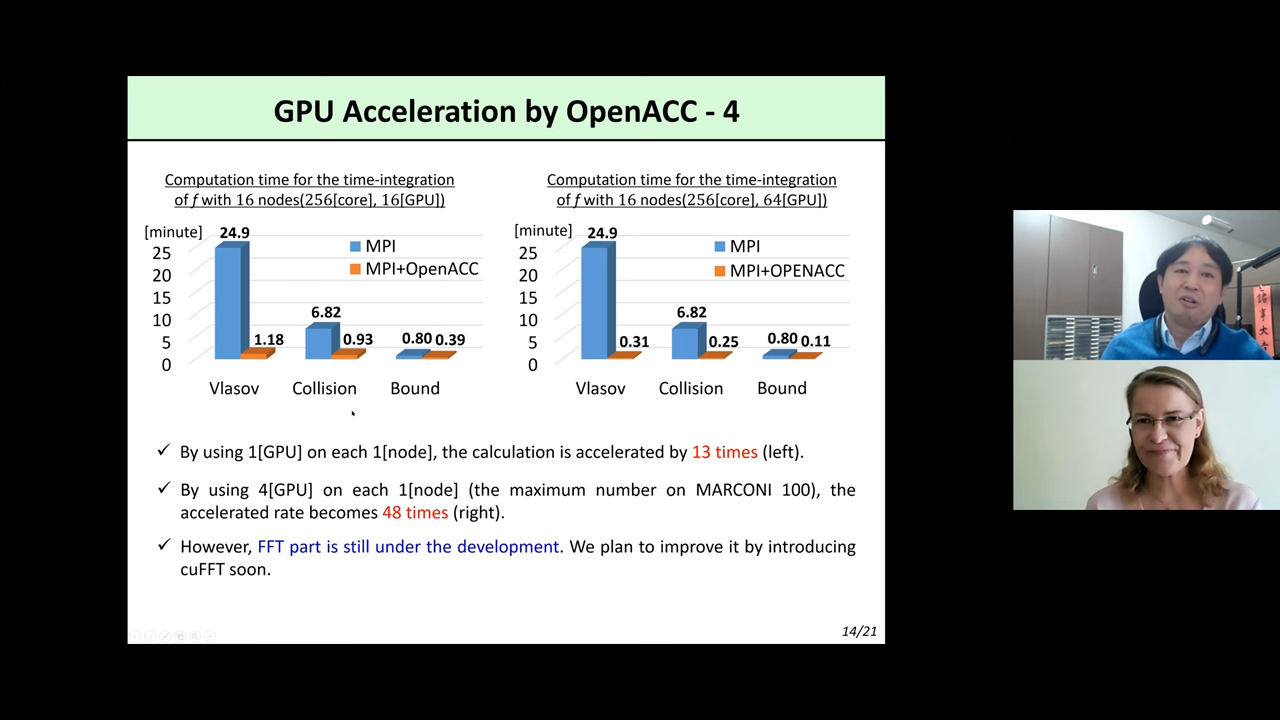 GPU Acceleration by OpenACC - 4
Computation time for the time-integration
of f with 16 nodes(256[core], 16[GPU])
[minute]
24.9
MPI
MPI+OpenACC
25
20
15
10
5
0
6.82
1.18
0.93
0.80 0.39
Vlasov Collision Bound
Computation time for the time-integration
of f with 16 nodes(256[core], 64[GPU])
[minute]
24.9
MPI
MPI+OPENACC
25
20
15
10
5
0
6.82
0.31
0.25
0.80 0.11
Vlasov Collision Bound
✓ By using 1[GPU] on each 1[node], the calculation is accelerated by 13 times (left).
✓ By using 4[GPU] on each 1[node] (the maximum number on MARCONI 100), the
accelerated rate becomes 48 times (right).
✓ However, FFT part is still under the development. We plan to improve it by introducing
cuFFT soon.
14/21